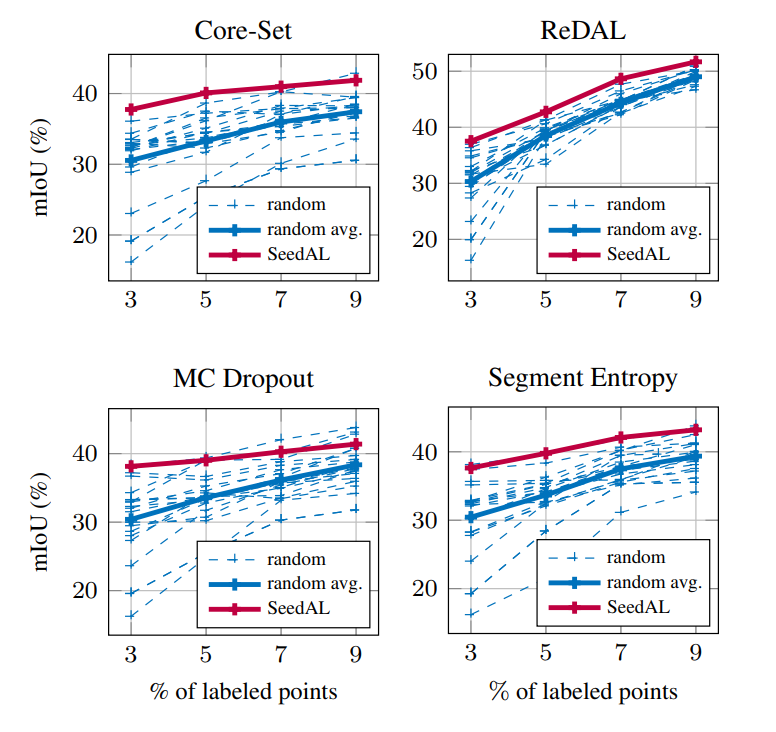 Core-Set
mIoU (%)
40
30
20
random
random avg.
SeedAL
3 5 7 9
ReDAL
50
40
30
20
random
random avg.
SeedAL
3 5 7 9
MC Dropout
mIoU (%)
40
30
20
random
random avg.
SeedAL
3 5 7 9
% of labeled points
Segment Entropy
40
30
20
random
random avg.
SeedAL
3 5 7 9
% of labeled points